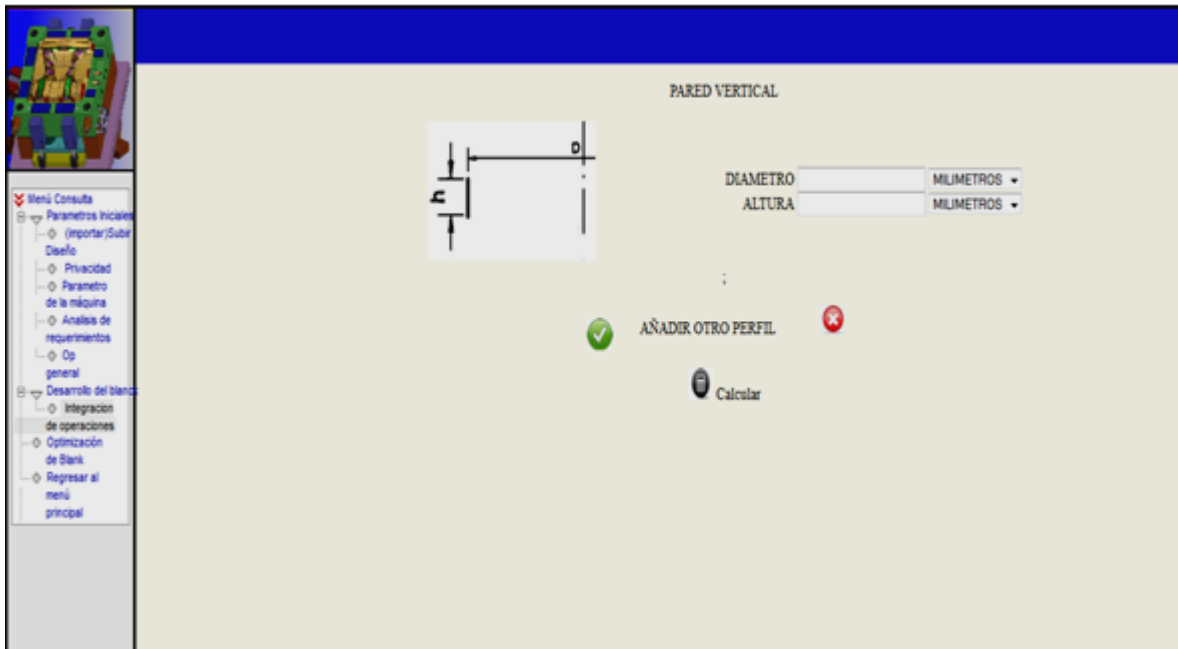 PARED VERTICAL
D
h
DIAMETRO MILIMETROS
ALTURA MILIMETROS
;
AÑADIR OTRO PERFIL
Calcular
Menú Consulta
Parametros Iniciales
(importar)Subir
Diseño
Privacidad
Parametro
de la máquina
Analisis de
requerimientos
Op
general
Desarrollo del blanco
Integracion
de operaciones
Optimización
de Blank
Regresar al
menú
principal